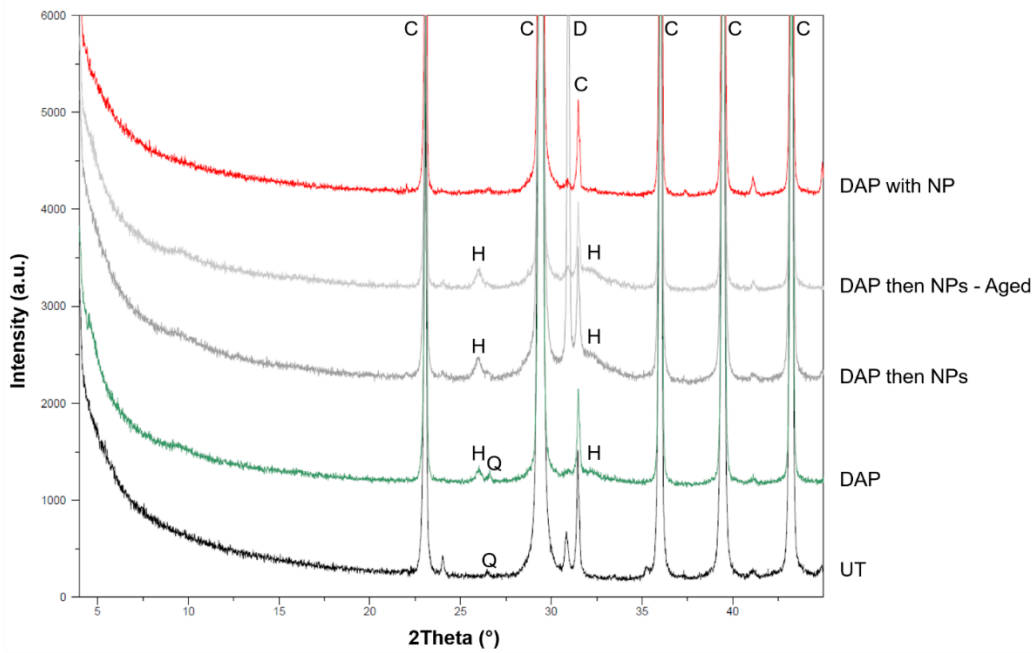 6000
5000
4000
3000
2000
1000
0
Intensity (a.u.)
5 10 15 20 25 30 35 40
2Theta (°)
C C D C C C
C
H H
H H
H Q H
Q
DAP with NP
DAP then NPs - Aged
DAP then NPs
DAP
UT